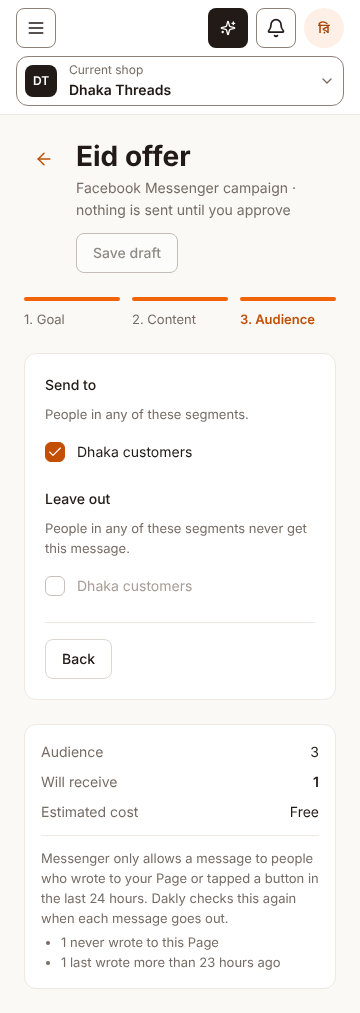 রি
DT
Current shop
Dhaka Threads
Eid offer
Facebook Messenger campaign ·
nothing is sent until you approve
Save draft
1. Goal
2. Content
3. Audience
Send to
People in any of these segments.
Dhaka customers
Leave out
People in any of these segments never get
this message.
Dhaka customers
Back
Audience 3
Will receive 1
Estimated cost Free
Messenger only allows a message to people
who wrote to your Page or tapped a button in
the last 24 hours. Dakly checks this again
when each message goes out.
• 1 never wrote to this Page
• 1 last wrote more than 23 hours ago